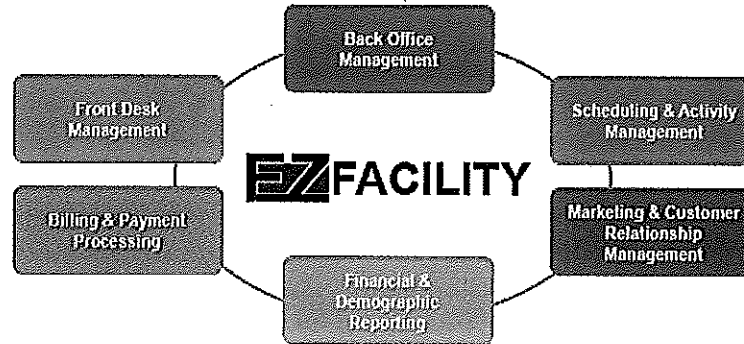 Back Office
Management
Front Desk
Management
Scheduling & Activity
Management
EZFACILITY
Billing & Payment
Processing
Marketing & Customer
Relationship
Management
Financial &
Demographic
Reporting